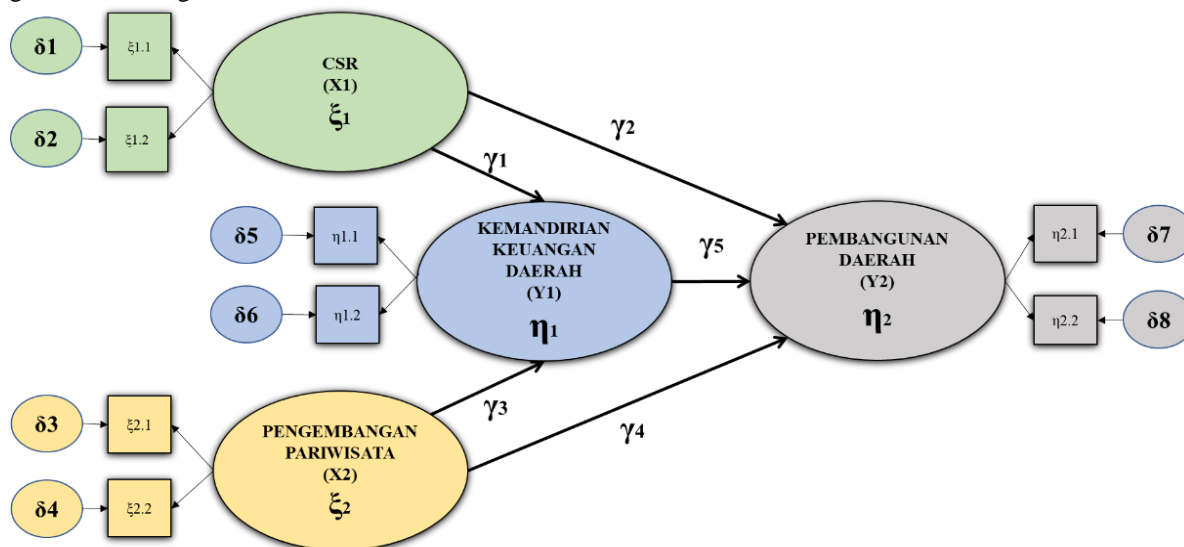 δ1
ξ1.1
δ2
ξ1.2
CSR
(X1)
ξ1
γ2
γ1
δ5
η1.1
δ6
η1.2
KEMANDIRIAN
KEUANGAN
DAERAH
(Y1)
η1
γ5
PEMBANGUNAN
DAERAH
(Y2)
η2
η2.1
δ7
η2.2
δ8
δ3
ξ2.1
δ4
ξ2.2
PENGEMBANGAN
PARIWISATA
(X2)
ξ2
γ3
γ4